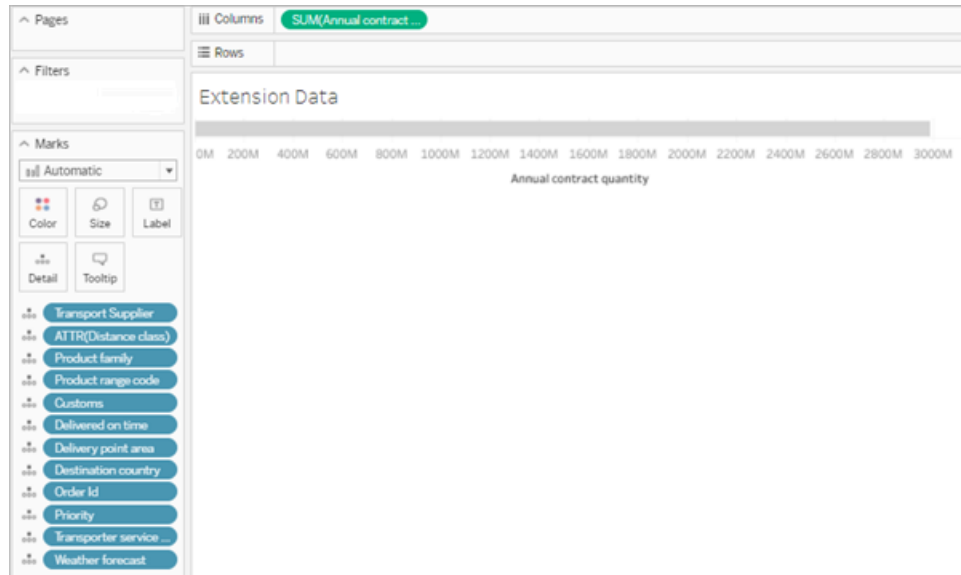 Pages
Columns
SUM(Annual contract ...
Rows
Filters
Extension Data
Marks
Automatic
0M 200M 400M 600M 800M 1000M 1200M 1400M 1600M 1800M 2000M 2200M 2400M 2600M 2800M 3000M
Annual contract quantity
Color Size Label
Detail Tooltip
Transport Supplier
ATTR(Distance class)
Product family
Product range code
Customs
Delivered on time
Delivery point area
Destination country
Order Id
Priority
Transporter service ...
Weather forecast